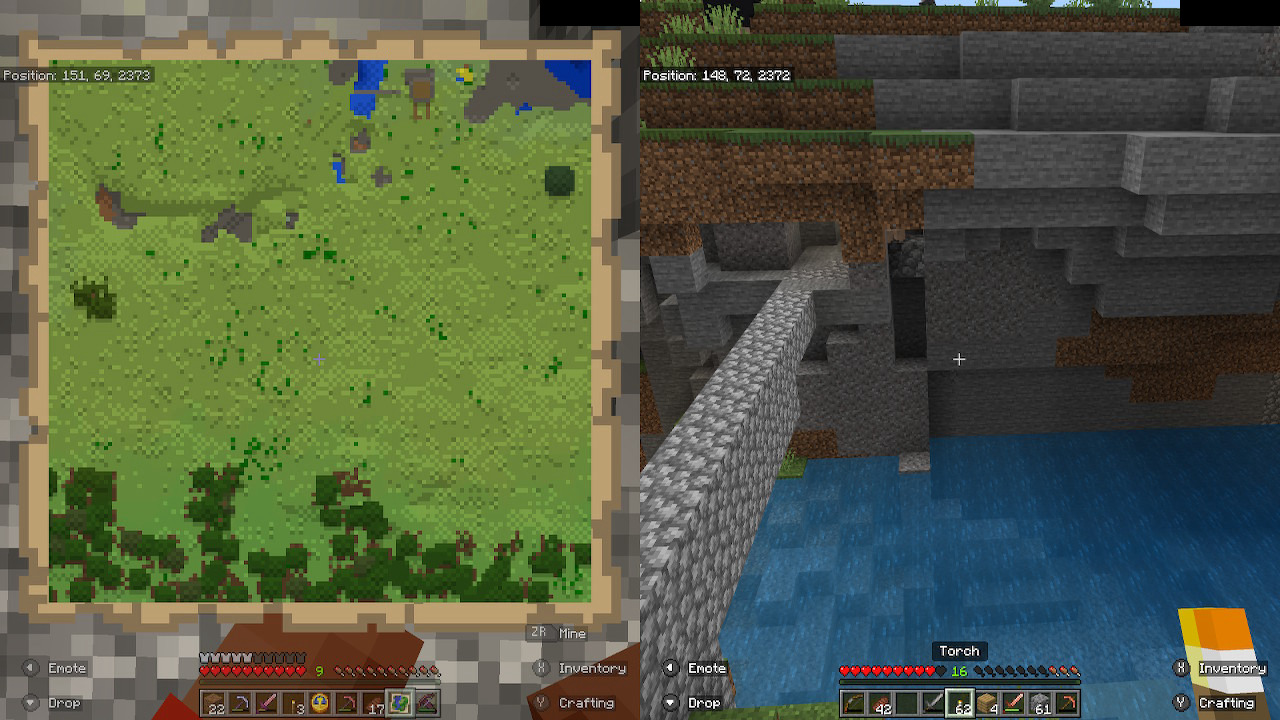 Position: 151, 69, 2373
ZR Mine
Emote
9
X Inventory
Drop
22
3
17
Y Crafting
Position: 148, 72, 2372
Torch
Emote
16
X Inventory
Drop
42
62
4
61
Y Crafting